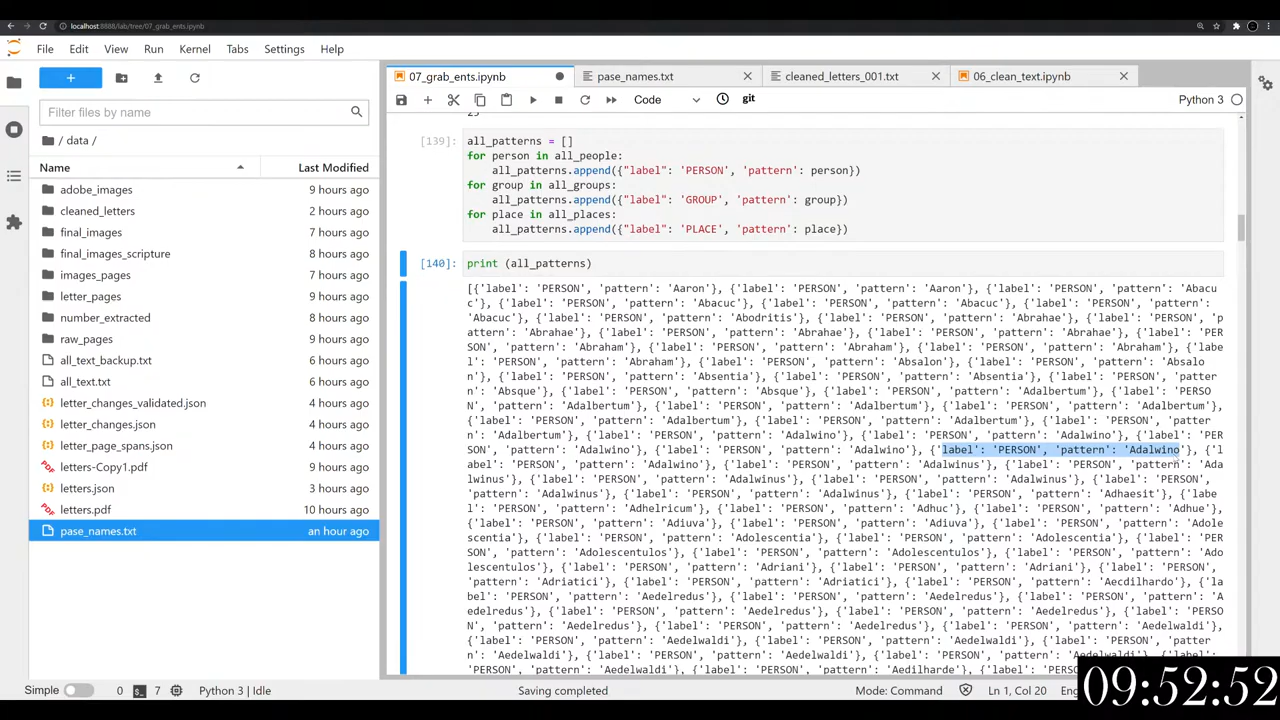 localhost:8888/lab/tree/07_grab_ents.ipynb
File Edit View Run Kernel Tabs Settings Help
07_grab_ents.ipynb pase_names.txt cleaned_letters_001.txt 06_clean_text.ipynb
Code git Python 3
Filter files by name
/ data /
Name Last Modified
adobe_images 9 hours ago
cleaned_letters 2 hours ago
final_images 7 hours ago
final_images_scripture 8 hours ago
images_pages 7 hours ago
letter_pages 9 hours ago
number_extracted 8 hours ago
raw_pages 7 hours ago
all_text_backup.txt 6 hours ago
all_text.txt 6 hours ago
letter_changes_validated.json 4 hours ago
letter_changes.json 4 hours ago
letter_page_spans.json 4 hours ago
letters-Copy1.pdf 9 hours ago
letters.json 3 hours ago
letters.pdf 10 hours ago
pase_names.txt an hour ago
25
[139]: all_patterns = []
for person in all_people:
all_patterns.append({"label": 'PERSON', 'pattern': person})
for group in all_groups:
all_patterns.append({"label": 'GROUP', 'pattern': group})
for place in all_places:
all_patterns.append({"label": 'PLACE', 'pattern': place})
[140]: print (all_patterns)
[{'label': 'PERSON', 'pattern': 'Aaron'}, {'label': 'PERSON', 'pattern': 'Aaron'}, {'label': 'PERSON', 'pattern': 'Abacu
c'}, {'label': 'PERSON', 'pattern': 'Abacuc'}, {'label': 'PERSON', 'pattern': 'Abacuc'}, {'label': 'PERSON', 'pattern':
'Abacuc'}, {'label': 'PERSON', 'pattern': 'Abodritis'}, {'label': 'PERSON', 'pattern': 'Abrahae'}, {'label': 'PERSON', 'p
attern': 'Abrahae'}, {'label': 'PERSON', 'pattern': 'Abrahae'}, {'label': 'PERSON', 'pattern': 'Abrahae'}, {'label': 'PER
SON', 'pattern': 'Abraham'}, {'label': 'PERSON', 'pattern': 'Abraham'}, {'label': 'PERSON', 'pattern': 'Abraham'}, {'labe
l': 'PERSON', 'pattern': 'Abraham'}, {'label': 'PERSON', 'pattern': 'Absalon'}, {'label': 'PERSON', 'pattern': 'Absalo
n'}, {'label': 'PERSON', 'pattern': 'Absentia'}, {'label': 'PERSON', 'pattern': 'Absentia'}, {'label': 'PERSON', 'patter
n': 'Absque'}, {'label': 'PERSON', 'pattern': 'Absque'}, {'label': 'PERSON', 'pattern': 'Adalbertum'}, {'label': 'PERSO
N', 'pattern': 'Adalbertum'}, {'label': 'PERSON', 'pattern': 'Adalbertum'}, {'label': 'PERSON', 'pattern': 'Adalbertum'},
{'label': 'PERSON', 'pattern': 'Adalbertum'}, {'label': 'PERSON', 'pattern': 'Adalbertum'}, {'label': 'PERSON', 'patter
n': 'Adalbertum'}, {'label': 'PERSON', 'pattern': 'Adalwino'}, {'label': 'PERSON', 'pattern': 'Adalwino'}, {'label': 'PER
SON', 'pattern': 'Adalwino'}, {'label': 'PERSON', 'pattern': 'Adalwino'}, {'label': 'PERSON', 'pattern': 'Adalwino'}, {'l
abel': 'PERSON', 'pattern': 'Adalwino'}, {'label': 'PERSON', 'pattern': 'Adalwinus'}, {'label': 'PERSON', 'pattern': 'Ada
lwinus'}, {'label': 'PERSON', 'pattern': 'Adalwinus'}, {'label': 'PERSON', 'pattern': 'Adalwinus'}, {'label': 'PERSON',
'pattern': 'Adalwinus'}, {'label': 'PERSON', 'pattern': 'Adalwinus'}, {'label': 'PERSON', 'pattern': 'Adhaesit'}, {'labe
l': 'PERSON', 'pattern': 'Adhelricum'}, {'label': 'PERSON', 'pattern': 'Adhuc'}, {'label': 'PERSON', 'pattern': 'Adhue'},
{'label': 'PERSON', 'pattern': 'Adiuva'}, {'label': 'PERSON', 'pattern': 'Adiuva'}, {'label': 'PERSON', 'pattern': 'Adole
scentia'}, {'label': 'PERSON', 'pattern': 'Adolescentia'}, {'label': 'PERSON', 'pattern': 'Adolescentia'}, {'label': 'PER
SON', 'pattern': 'Adolescentulos'}, {'label': 'PERSON', 'pattern': 'Adolescentulos'}, {'label': 'PERSON', 'pattern': 'Ado
lescentulos'}, {'label': 'PERSON', 'pattern': 'Adriani'}, {'label': 'PERSON', 'pattern': 'Adriani'}, {'label': 'PERSON',
'pattern': 'Adriatici'}, {'label': 'PERSON', 'pattern': 'Adriatici'}, {'label': 'PERSON', 'pattern': 'Aecdilhardo'}, {'la
bel': 'PERSON', 'pattern': 'Aedelredus'}, {'label': 'PERSON', 'pattern': 'Aedelredus'}, {'label': 'PERSON', 'pattern': 'A
edelredus'}, {'label': 'PERSON', 'pattern': 'Aedelredus'}, {'label': 'PERSON', 'pattern': 'Aedelredus'}, {'label': 'PERSO
N', 'pattern': 'Aedelredus'}, {'label': 'PERSON', 'pattern': 'Aedelredus'}, {'label': 'PERSON', 'pattern': 'Aedelwald
i'}, {'label': 'PERSON', 'pattern': 'Aedelwaldi'}, {'label': 'PERSON', 'pattern': 'Aedelwaldi'}, {'label': 'PERSON', 'patter
n': 'Aedelwaldi'}, {'label': 'PERSON', 'pattern': 'Aedelwaldi'}, {'label': 'PERSON', 'pattern': 'Aedelwaldi'}, {'label':
'PERSON', 'pattern': 'Aedelwaldi'}, {'label': 'PERSON', 'pattern': 'Aeilharde'}, {'label': 'PERS
Simple 0 7 Python 3 | Idle Saving completed Mode: Command Ln 1, Col 20
09:52:52